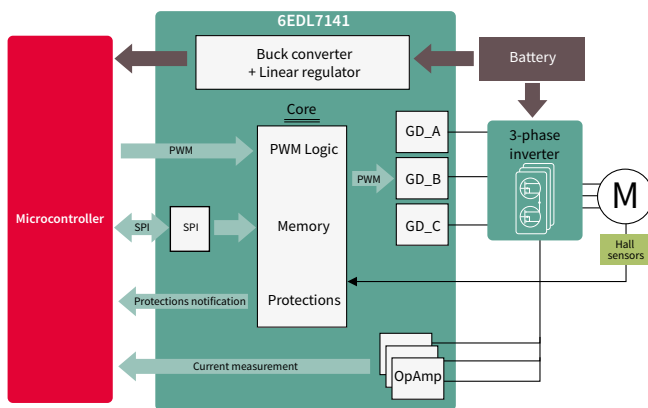 6EDL7141
Buck converter
+ Linear regulator
Battery
Core
PWM Logic
Memory
Protections
GD_A
GD_B
GD_C
3-phase
inverter
M
Hall
sensors
Microcontroller
PWM
PWM
SPI
SPI
Protections notification
Current measurement
OpAmp